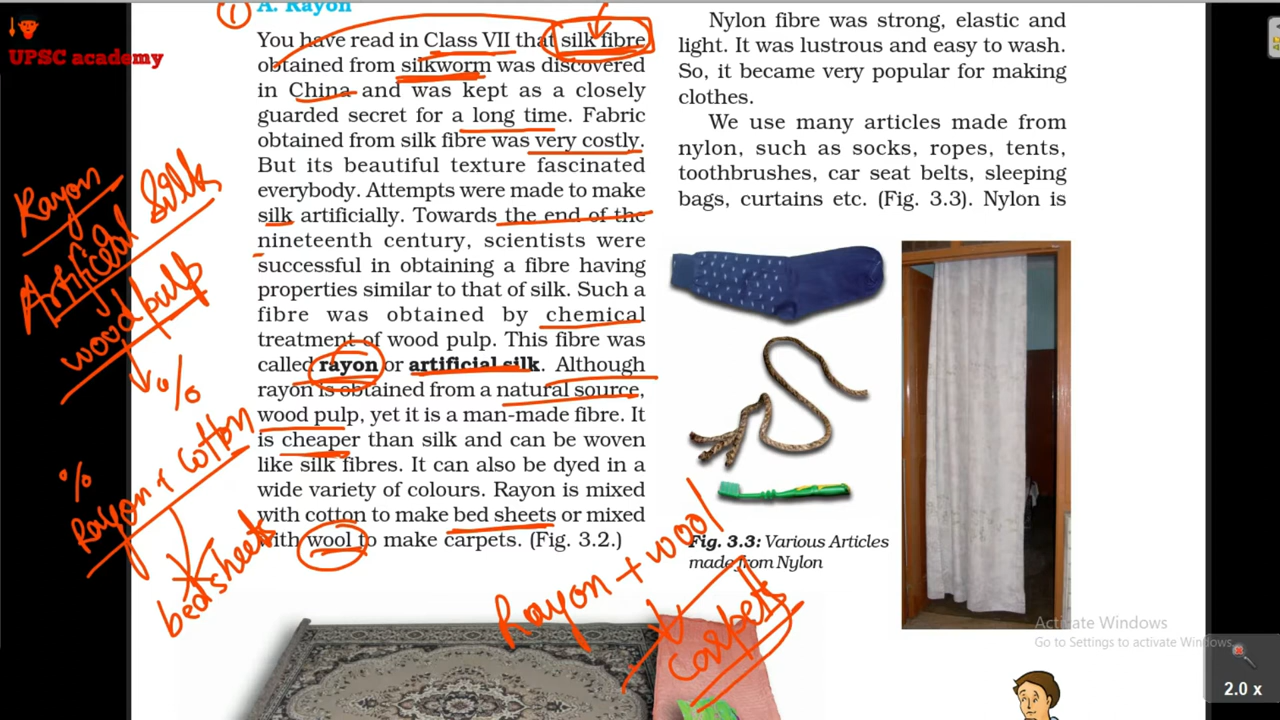 UPSC academy
1
A. Rayon
You have read in Class VII that silk fibre
obtained from silkworm was discovered
in China and was kept as a closely
guarded secret for a long time. Fabric
obtained from silk fibre was very costly.
But its beautiful texture fascinated
everybody. Attempts were made to make
silk artificially. Towards the end of the
nineteenth century, scientists were
successful in obtaining a fibre having
properties similar to that of silk. Such a
fibre was obtained by chemical
treatment of wood pulp. This fibre was
called rayon or artificial silk. Although
rayon is obtained from a natural source,
wood pulp, yet it is a man-made fibre. It
is cheaper than silk and can be woven
like silk fibres. It can also be dyed in a
wide variety of colours. Rayon is mixed
with cotton to make bed sheets or mixed
with wool to make carpets. (Fig. 3.2.)
Rayon
Artificial Silk
wood pulp
%
% Rayon + Cotton
bedsheets
Rayon + wool
Carpets
Nylon fibre was strong, elastic and
light. It was lustrous and easy to wash.
So, it became very popular for making
clothes.
We use many articles made from
nylon, such as socks, ropes, tents,
toothbrushes, car seat belts, sleeping
bags, curtains etc. (Fig. 3.3). Nylon is
Fig. 3.3: Various Articles
made from Nylon
Activate Windows
Go to Settings to activate Windows.
2.0 x